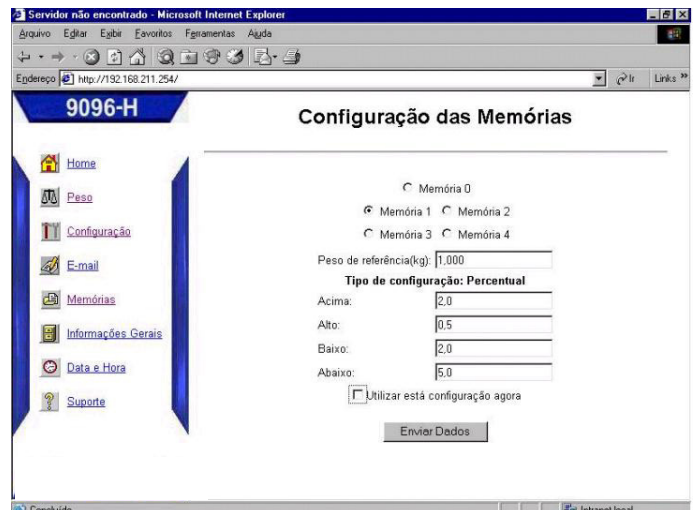 Servidor não encontrado - Microsoft Internet Explorer
Arquivo Editar Exibir Favoritos Ferramentas Ajuda
Endereço http://192.168.211.254/ Ir Links »
9096-H
Home
Peso
Configuração
E-mail
Memórias
Informações Gerais
Data e Hora
Suporte
Configuração das Memórias
Memória 0
Memória 1 Memória 2
Memória 3 Memória 4
Peso de referência(kg): 1,000
Tipo de configuração: Percentual
Acima: 2,0
Alto: 0,5
Baixo: 2,0
Abaixo: 5,0
Utilizar está configuração agora
Enviar Dados
Concluído Intranet local